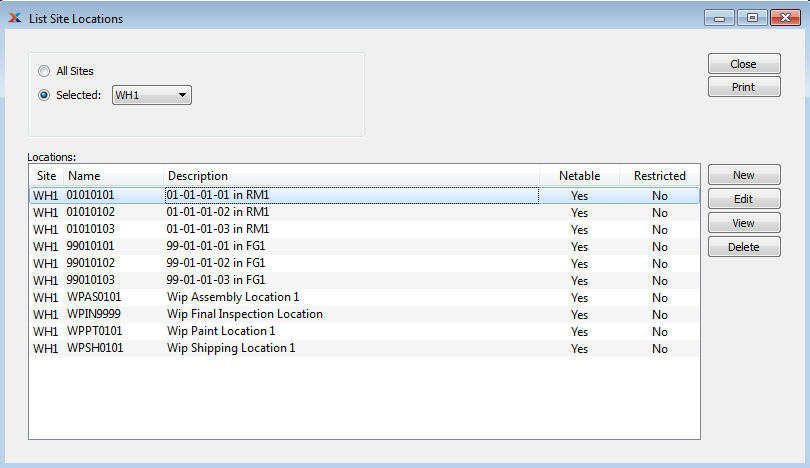 List Site Locations
All Sites
Selected: WH1
Close
Print
Locations:
Site Name Description Netable Restricted
WH1 01010101 01-01-01-01 in RM1 Yes No
WH1 01010102 01-01-01-02 in RM1 Yes No
WH1 01010103 01-01-01-03 in RM1 Yes No
WH1 99010101 99-01-01-01 in FG1 Yes No
WH1 99010102 99-01-01-02 in FG1 Yes No
WH1 99010103 99-01-01-03 in FG1 Yes No
WH1 WPAS0101 Wip Assembly Location 1 Yes No
WH1 WPIN9999 Wip Final Inspection Location Yes No
WH1 WPPT0101 Wip Paint Location 1 Yes No
WH1 WPSH0101 Wip Shipping Location 1 Yes No
New
Edit
View
Delete